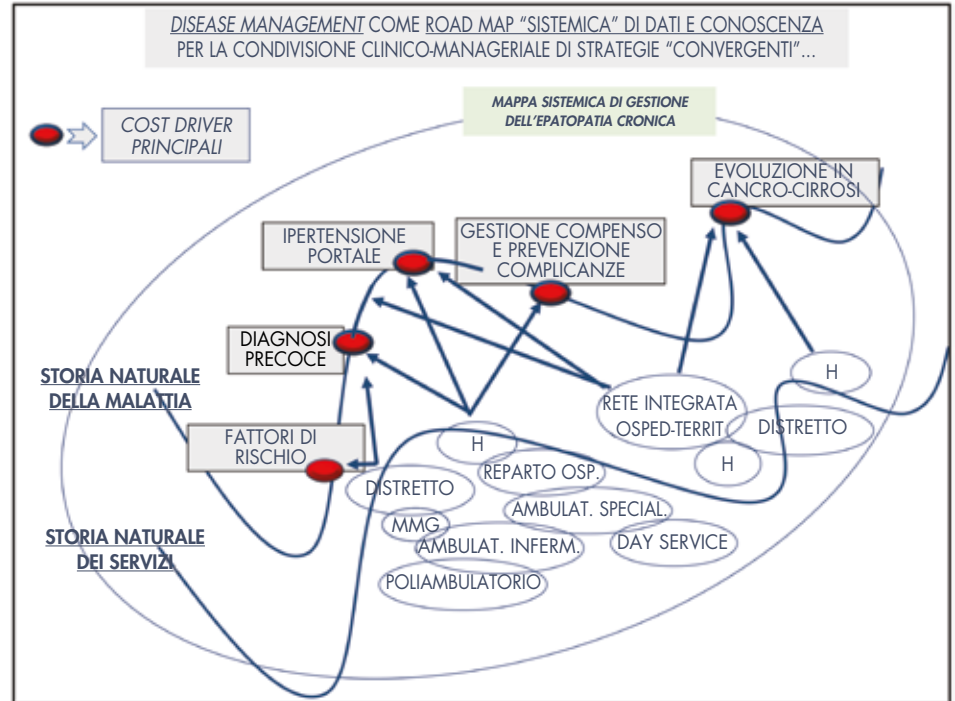 DISEASE MANAGEMENT COME ROAD MAP “SISTEMICA” DI DATI E CONOSCENZA
PER LA CONDIVISIONE CLINICO-MANAGERIALE DI STRATEGIE “CONVERGENTI”...
MAPPA SISTEMICA DI GESTIONE
DELL’EPATOPATIA CRONICA
COST DRIVER
PRINCIPALI
EVOLUZIONE IN
CANCRO-CIRROSI
IPERTENSIONE
PORTALE
GESTIONE COMPENSO
E PREVENZIONE
COMPLICANZE
DIAGNOSI
PRECOCE
STORIA NATURALE
DELLA MALATTIA
FATTORI DI
RISCHIO
H
RETE INTEGRATA
OSPED-TERRIT.
DISTRETTO
H
H
REPARTO OSP.
DISTRETTO
AMBULAT. SPECIAL.
MMG
AMBULAT. INFERM.
DAY SERVICE
POLIAMBULATORIO
STORIA NATURALE
DEI SERVIZI